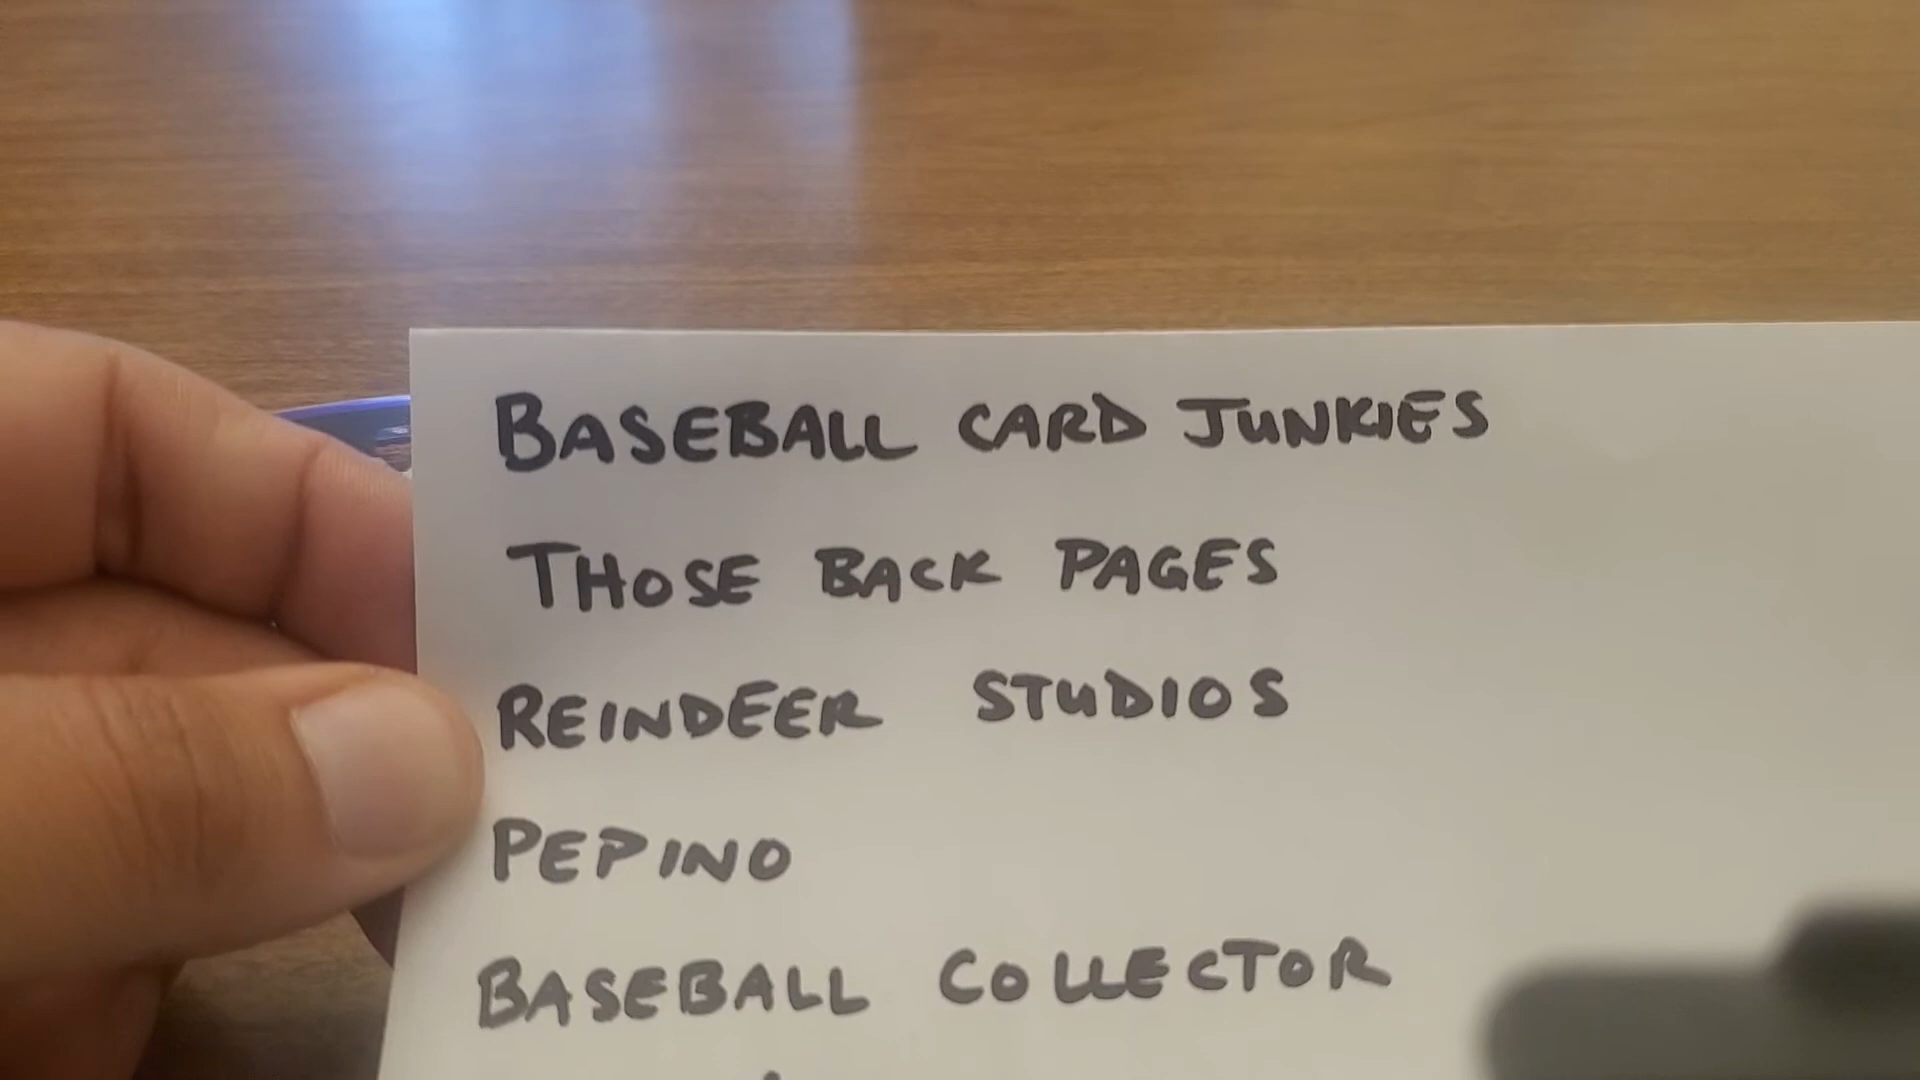 BASEBALL CARD JUNKIES
THOSE BACK PAGES
REINDEER STUDIOS
PEPINO
BASEBALL COLLECTOR